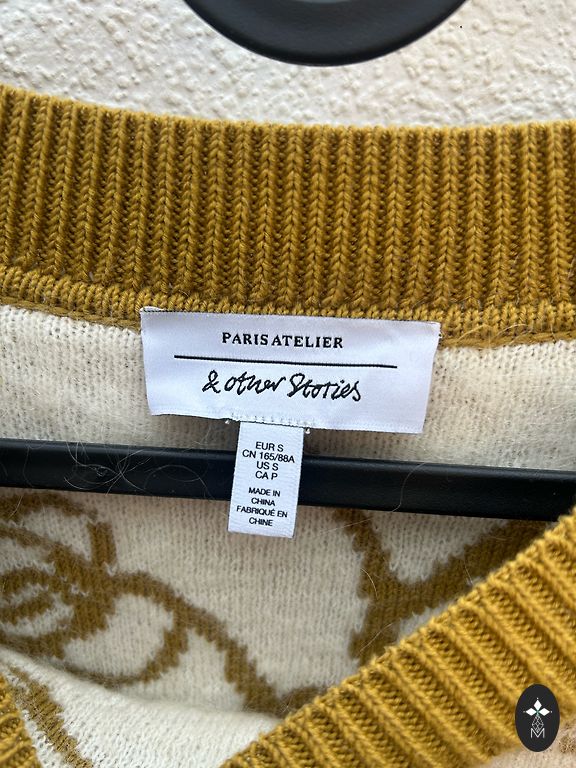 PARIS ATELIER
& other Stories
EUR S
CN 165/88A
US S
CA P
MADE IN
CHINA
FABRIQUÉ EN
CHINE
M